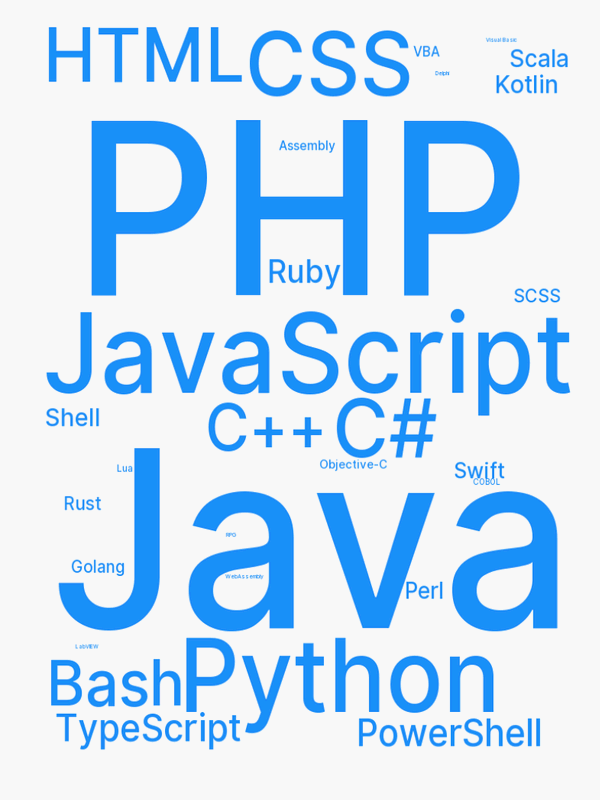 HTML CSS VBA Visual Basic
Delphi Scala
Kotlin
PHP
Assembly
Ruby
SCSS
JavaScript
Shell C++ C#
Objective-C
Lua Swift
COBOL
Java
Rust
RPG
Golang WebAssembly
Perl
LabVIEW
Bash Python
TypeScript PowerShell